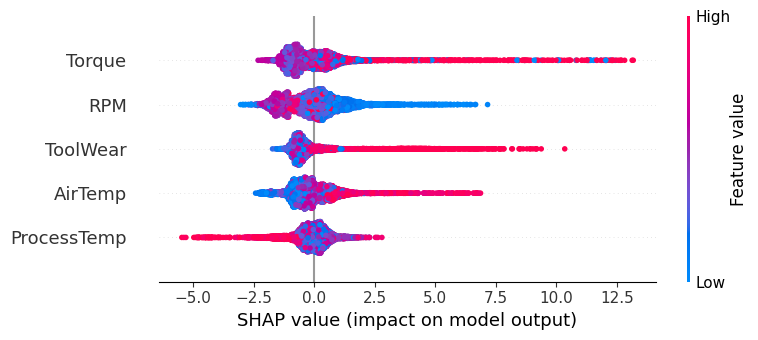 High
Torque
RPM
ToolWear
AirTemp
ProcessTemp
Feature value
Low
−5.0 −2.5 0.0 2.5 5.0 7.5 10.0 12.5
SHAP value (impact on model output)